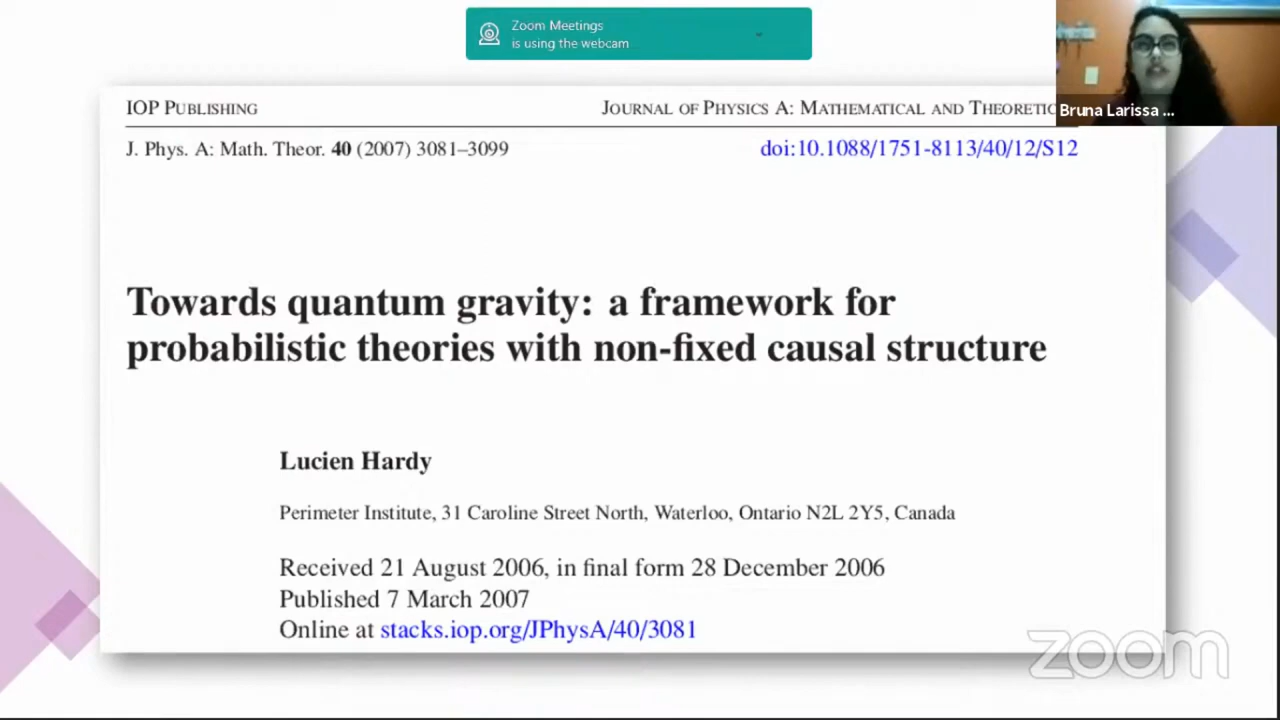 Zoom Meetings
is using the webcam
Bruna Larissa ...
IOP PUBLISHING
JOURNAL OF PHYSICS A: MATHEMATICAL AND
J. Phys. A: Math. Theor. 40 (2007) 3081–3099
doi:10.1088/1751-8113/40/12/S12
Towards quantum gravity: a framework for
probabilistic theories with non-fixed causal structure
Lucien Hardy
Perimeter Institute, 31 Caroline Street North, Waterloo, Ontario N2L 2Y5, Canada
Received 21 August 2006, in final form 28 December 2006
Published 7 March 2007
Online at stacks.iop.org/JPhysA/40/3081
zoom